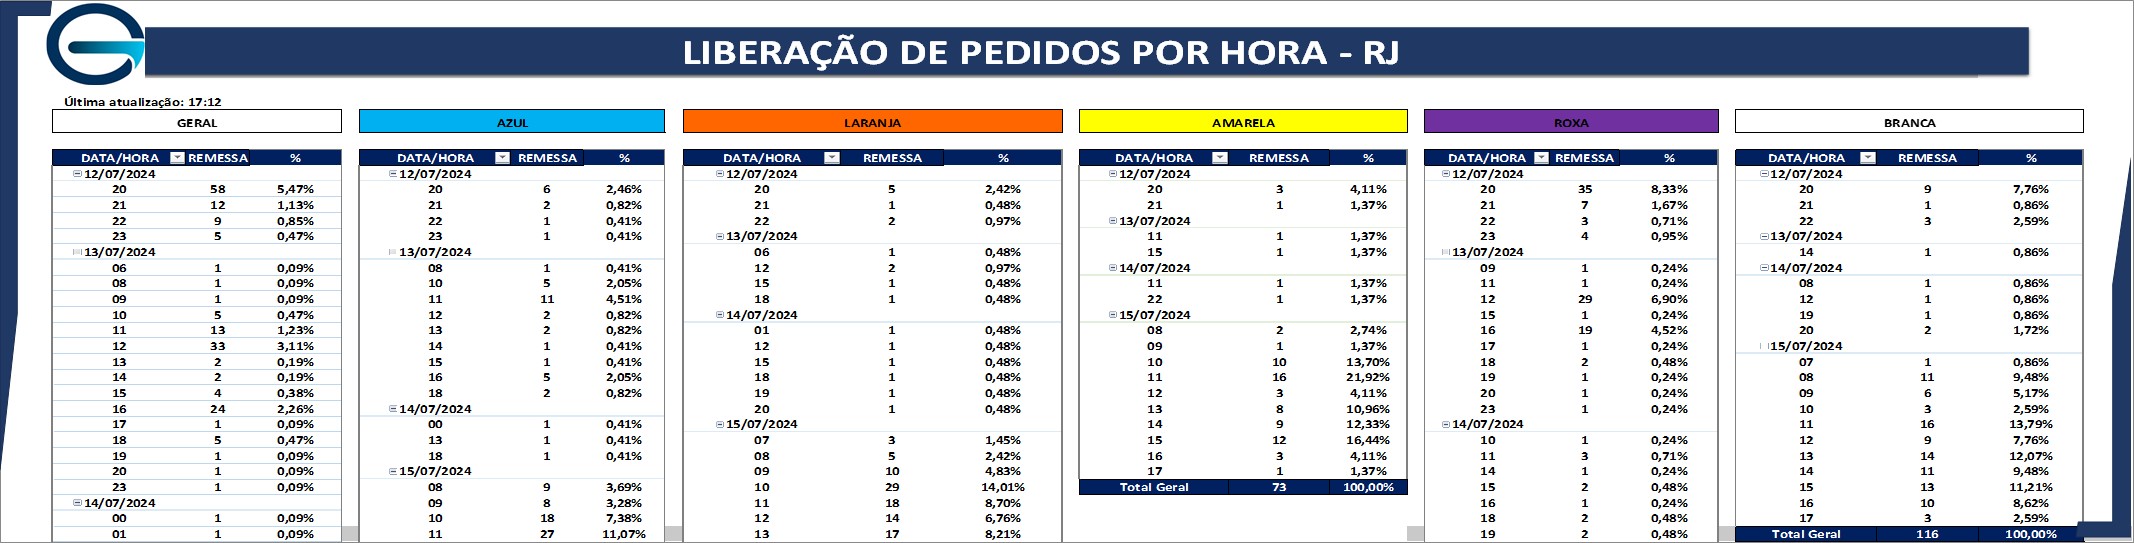 LIBERAÇÃO DE PEDIDOS POR HORA - RJ
Última atualização: 17:12
GERAL
DATA/HORA REMESSA %
12/07/2024
20 58 5,47%
21 12 1,13%
22 9 0,85%
23 5 0,47%
13/07/2024
06 1 0,09%
08 1 0,09%
09 1 0,09%
10 5 0,47%
11 13 1,23%
12 33 3,11%
13 2 0,19%
14 2 0,19%
15 4 0,38%
16 24 2,26%
17 1 0,09%
18 5 0,47%
19 1 0,09%
20 1 0,09%
23 1 0,09%
14/07/2024
00 1 0,09%
01 1 0,09%
AZUL
DATA/HORA REMESSA %
12/07/2024
20 6 2,46%
21 2 0,82%
22 1 0,41%
23 1 0,41%
13/07/2024
08 1 0,41%
10 5 2,05%
11 11 4,51%
12 2 0,82%
13 2 0,82%
14 1 0,41%
15 1 0,41%
16 5 2,05%
18 2 0,82%
14/07/2024
00 1 0,41%
13 1 0,41%
18 1 0,41%
15/07/2024
08 9 3,69%
09 8 3,28%
10 18 7,38%
11 27 11,07%
LARANJA
DATA/HORA REMESSA %
12/07/2024
20 5 2,42%
21 1 0,48%
22 2 0,97%
13/07/2024
06 1 0,48%
12 2 0,97%
15 1 0,48%
18 1 0,48%
14/07/2024
01 1 0,48%
12 1 0,48%
15 1 0,48%
18 1 0,48%
19 1 0,48%
20 1 0,48%
15/07/2024
07 3 1,45%
08 5 2,42%
09 10 4,83%
10 29 14,01%
11 18 8,70%
12 14 6,76%
13 17 8,21%
AMARELA
DATA/HORA REMESSA %
12/07/2024
20 3 4,11%
21 1 1,37%
13/07/2024
11 1 1,37%
15 1 1,37%
14/07/2024
11 1 1,37%
22 1 1,37%
15/07/2024
08 2 2,74%
09 1 1,37%
10 10 13,70%
11 16 21,92%
12 3 4,11%
13 8 10,96%
14 9 12,33%
15 12 16,44%
16 3 4,11%
17 1 1,37%
Total Geral 73 100,00%
ROXA
DATA/HORA REMESSA %
12/07/2024
20 35 8,33%
21 7 1,67%
22 3 0,71%
23 4 0,95%
13/07/2024
09 1 0,24%
11 1 0,24%
12 29 6,90%
15 1 0,24%
16 19 4,52%
17 1 0,24%
18 2 0,48%
19 1 0,24%
20 1 0,24%
23 1 0,24%
14/07/2024
10 1 0,24%
11 3 0,71%
14 1 0,24%
15 2 0,48%
16 1 0,24%
18 2 0,48%
19 2 0,48%
BRANCA
DATA/HORA REMESSA %
12/07/2024
20 9 7,76%
21 1 0,86%
22 3 2,59%
13/07/2024
14 1 0,86%
14/07/2024
08 1 0,86%
12 1 0,86%
19 1 0,86%
20 2 1,72%
15/07/2024
07 1 0,86%
08 11 9,48%
09 6 5,17%
10 3 2,59%
11 16 13,79%
12 9 7,76%
13 14 12,07%
14 11 9,48%
15 13 11,21%
16 10 8,62%
17 3 2,59%
Total Geral 116 100,00%